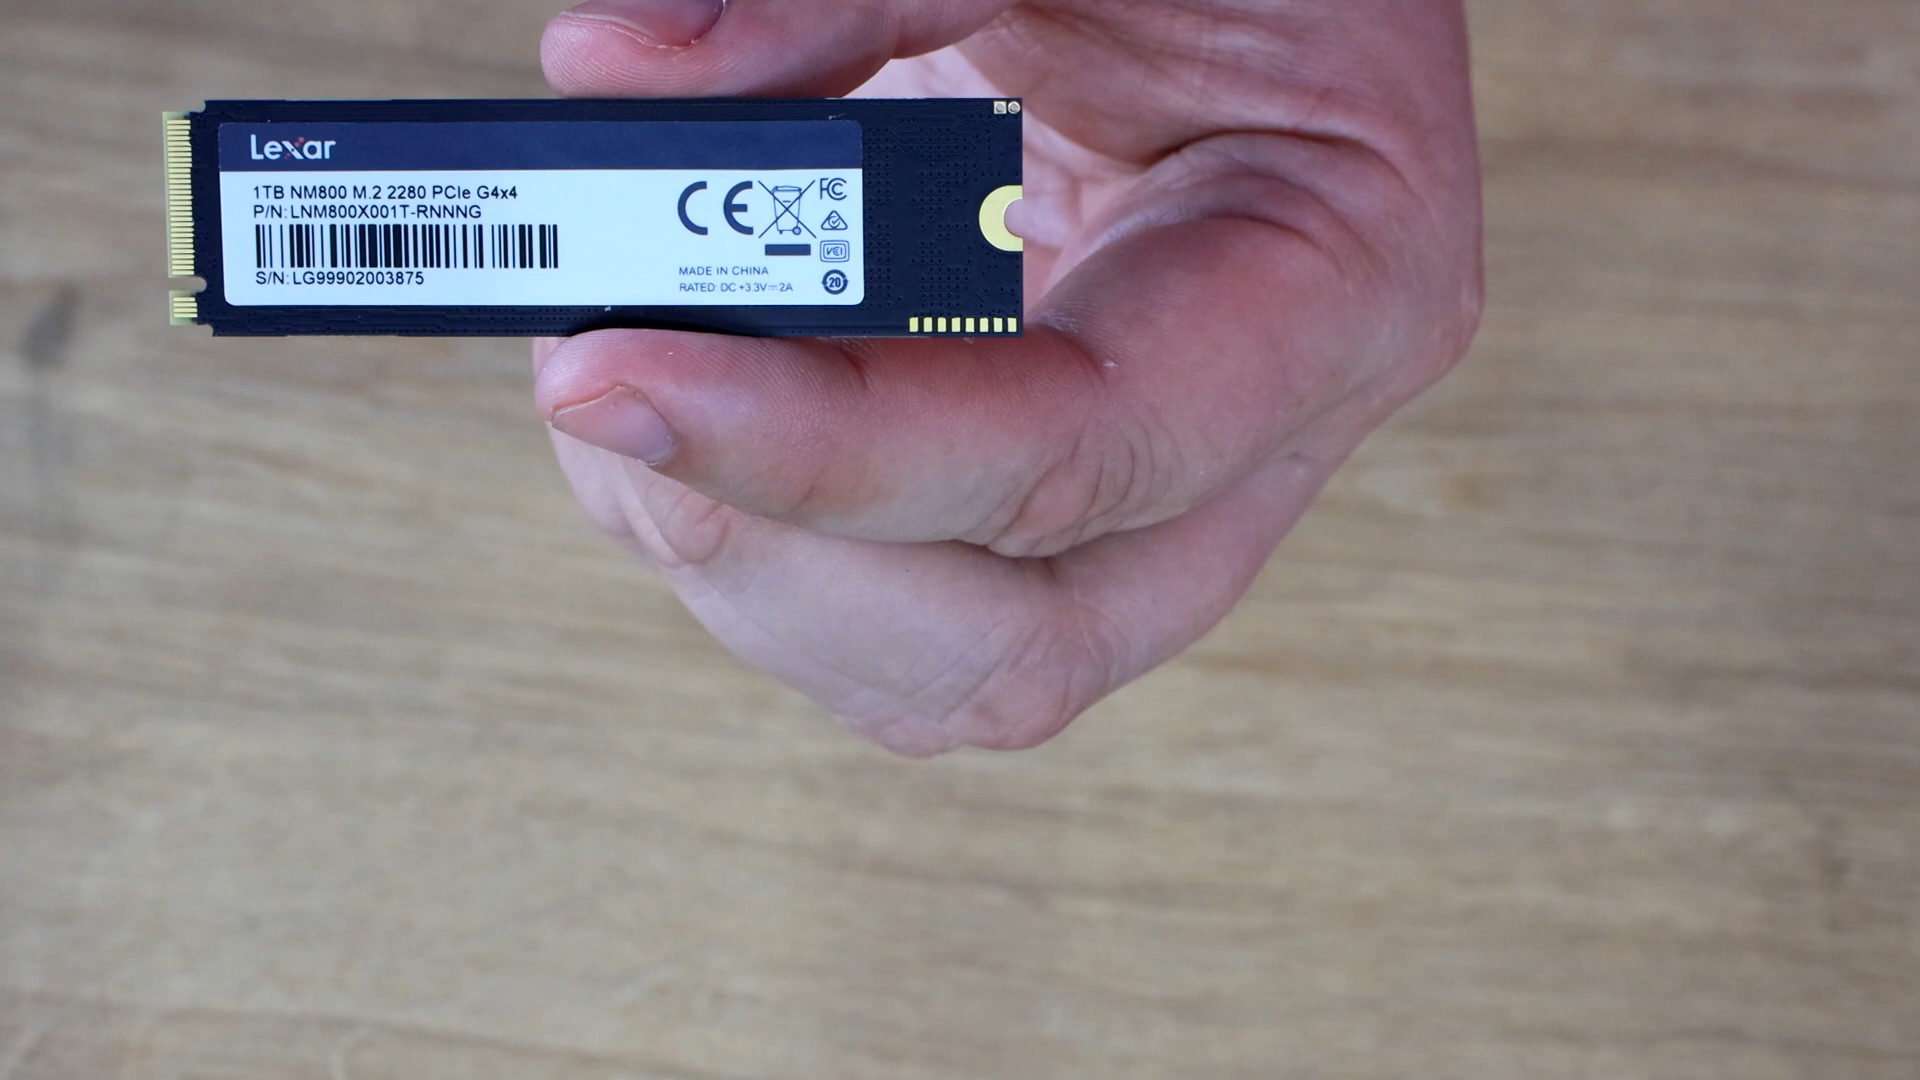 Lexar
1TB NM800 M.2 2280 PCIe G4x4
P/N: LNM800X001T-RNNNG
S/N: LG99902003875
CE
FC
VCI
MADE IN CHINA
RATED: DC +3.3V⎓2A
20